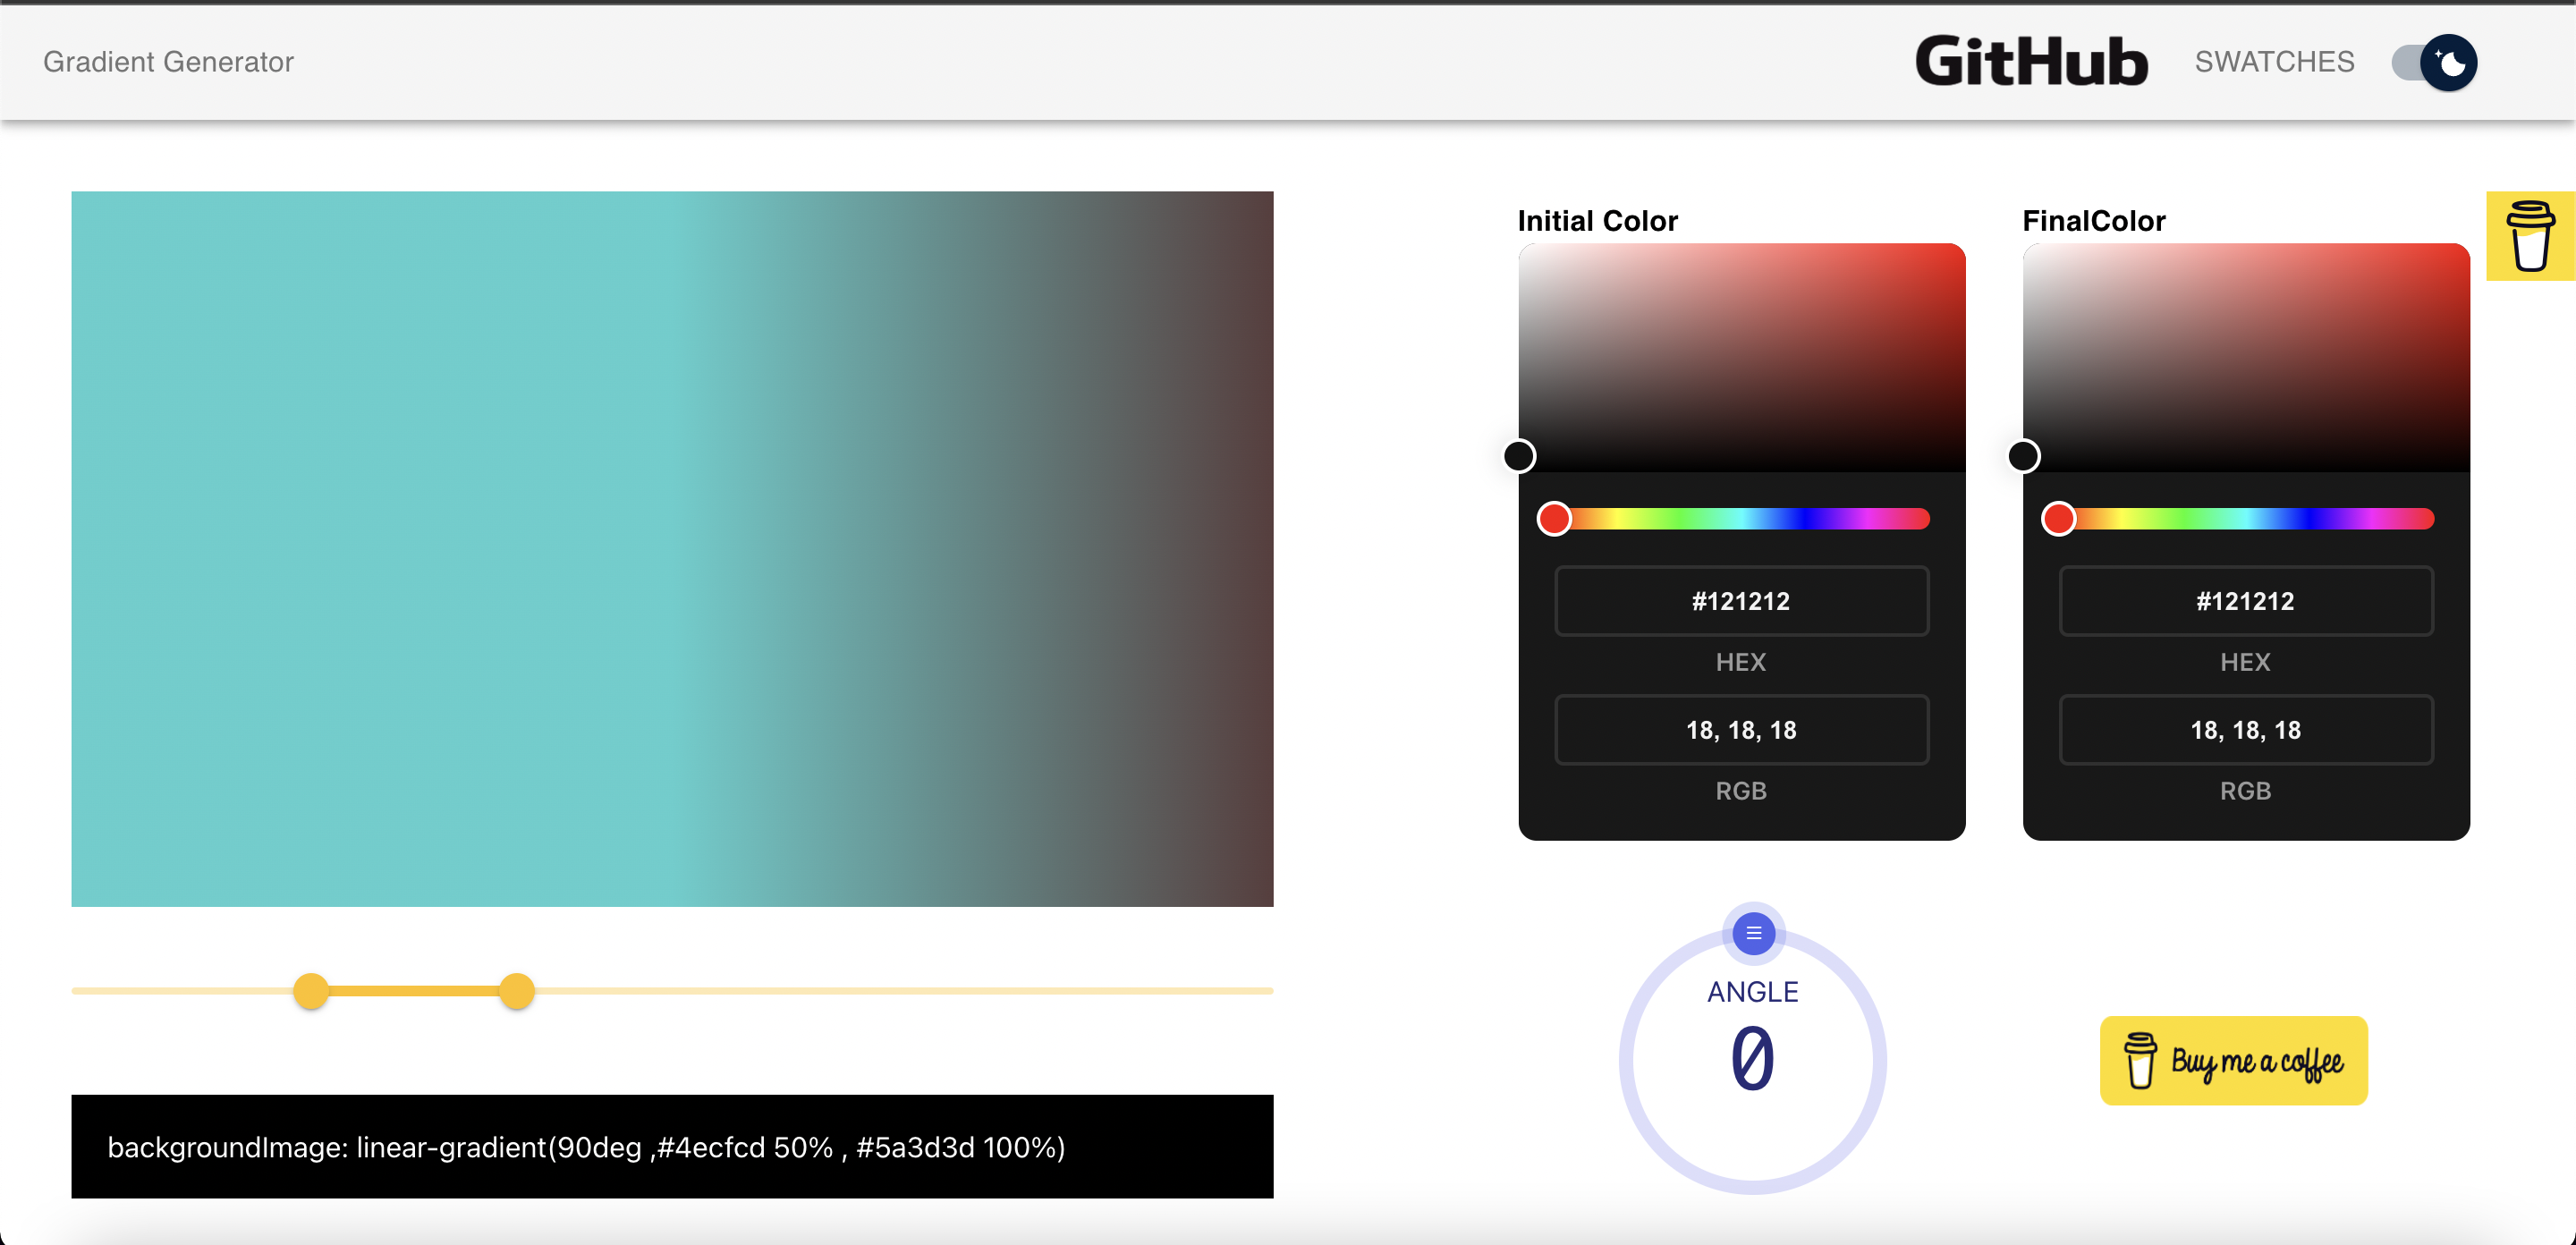 Gradient Generator
GitHub
SWATCHES
Initial Color
FinalColor
#121212
#121212
HEX
HEX
18, 18, 18
18, 18, 18
RGB
RGB
ANGLE
0
Buy me a coffee
backgroundImage: linear-gradient(90deg ,#4ecfcd 50% , #5a3d3d 100%)